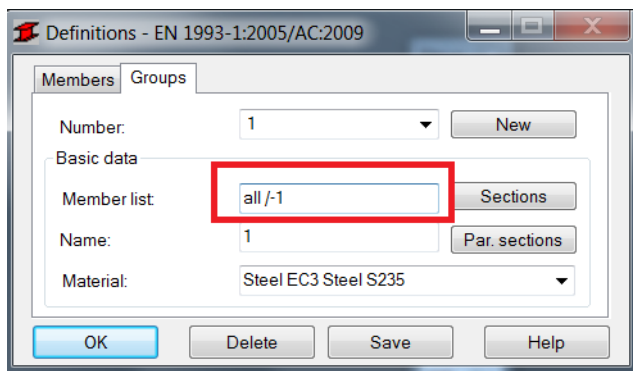 Definitions - EN 1993-1:2005/AC:2009
Members Groups
Number: 1 New
Basic data
Member list: all /-1 Sections
Name: 1 Par. sections
Material: Steel EC3 Steel S235
OK Delete Save Help